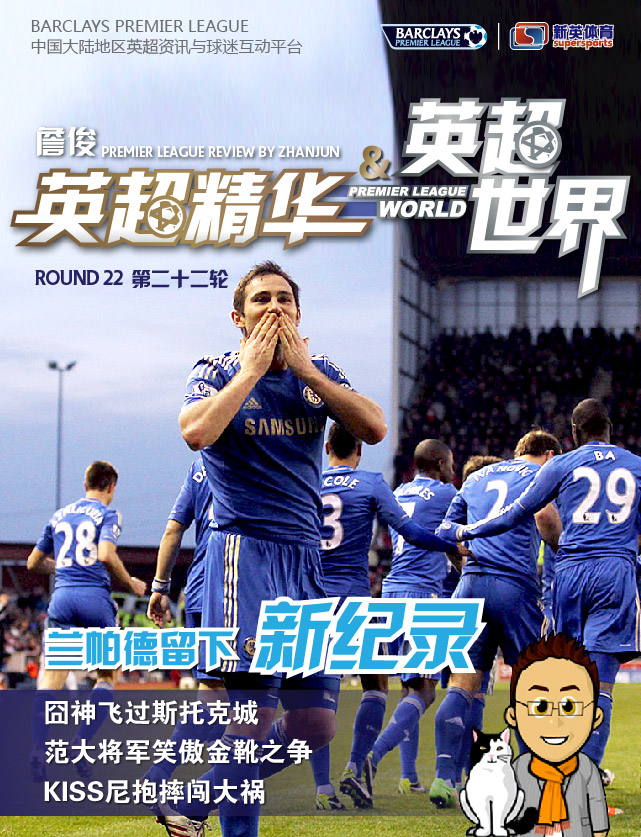 BARCLAYS PREMIER LEAGUE
中国大陆地区英超资讯与球迷互动平台
BARCLAYS
PREMIER LEAGUE
新英体育
supersports
詹俊 PREMIER LEAGUE REVIEW BY ZHANJUN
英超精华
&
英超
PREMIER LEAGUE
WORLD
世界
ROUND 22 第二十二轮
SAMSUNG
adidas
28
COLE
3
2
BA
29
兰帕德留下 新纪录
囧神飞过斯托克城
范大将军笑傲金靴之争
KISS尼抱摔闯大祸